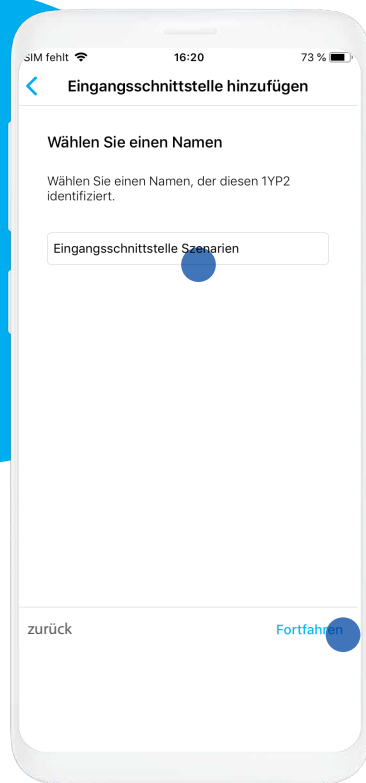 SIM fehlt 16:20 73 %
Eingangsschnittstelle hinzufügen
Wählen Sie einen Namen
Wählen Sie einen Namen, der diesen 1YP2
identifiziert.
Eingangsschnittstelle Szenarien
zurück Fortfahren